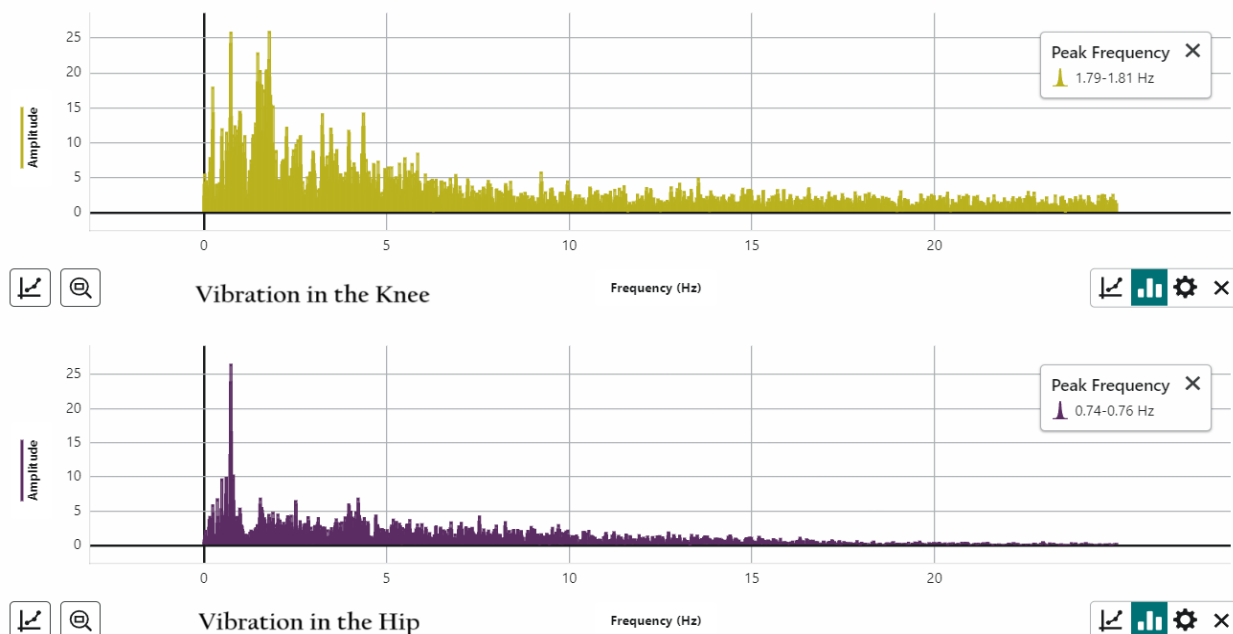 25
20
15
10
5
0
Amplitude
Peak Frequency
1.79-1.81 Hz
0
5
10
15
20
Vibration in the Knee
Frequency (Hz)
25
20
15
10
5
0
Amplitude
Peak Frequency
0.74-0.76 Hz
0
5
10
15
20
Vibration in the Hip
Frequency (Hz)